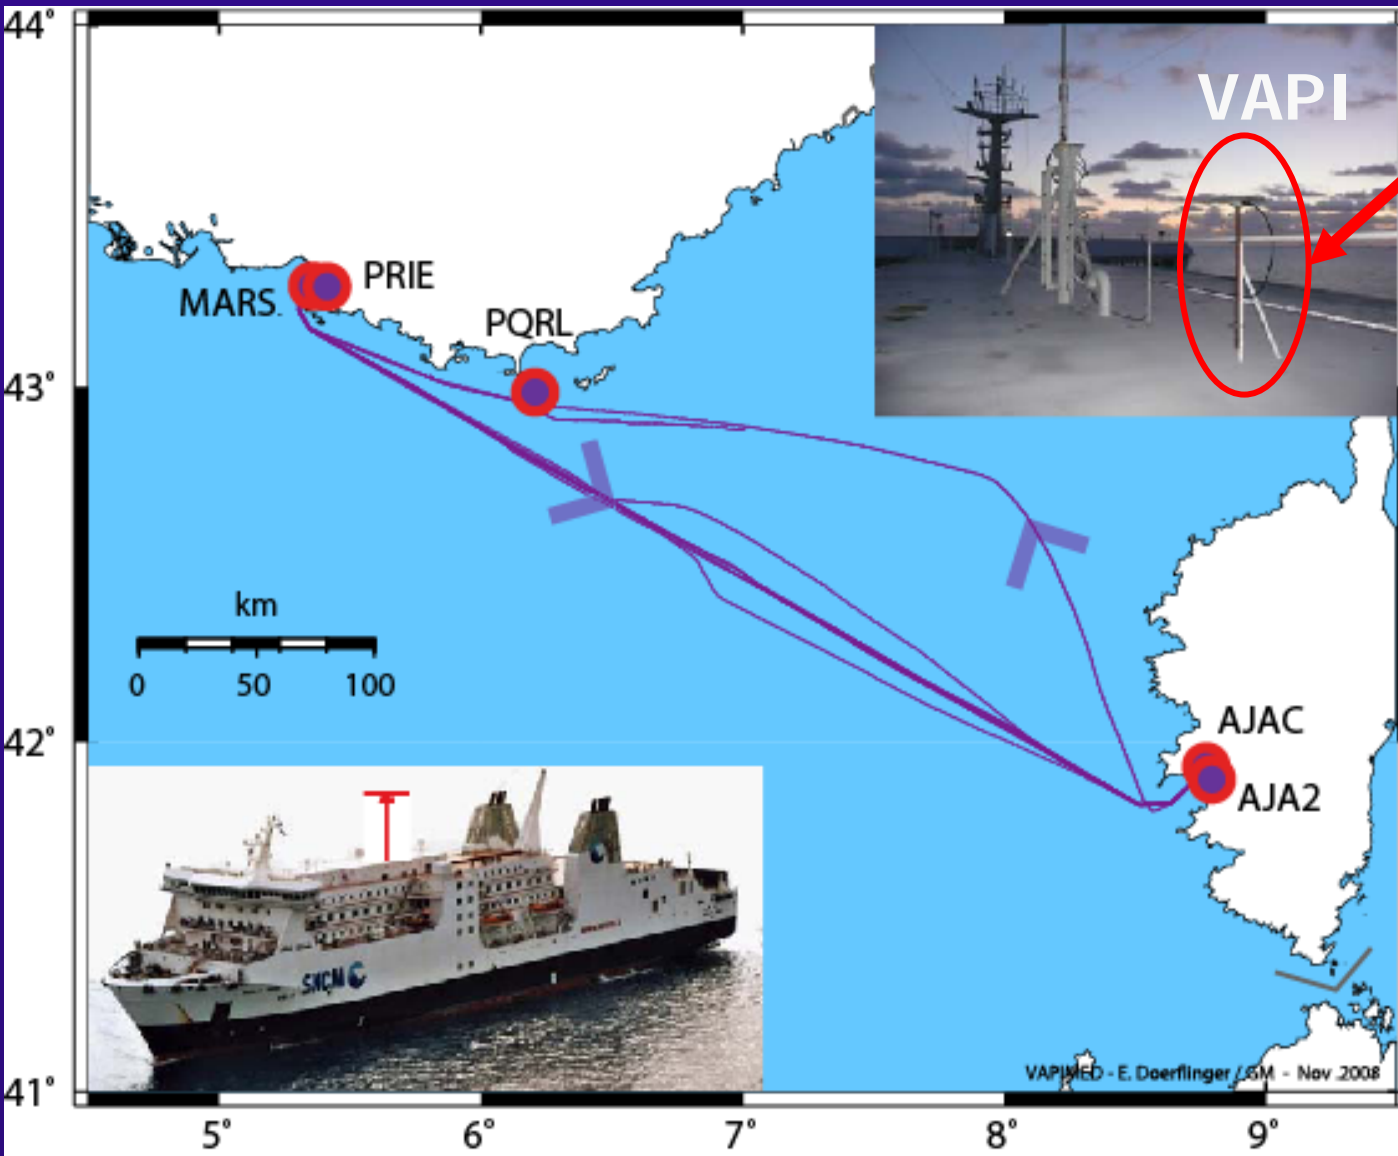 44°
VAPI
PRIE
MARS.
PQRL
43°
km
0 50 100
42°
AJAC
AJA2
SNCM
VAPIMED - E. Doerflinger / GM - Nov .2008
41°
5° 6° 7° 8° 9°